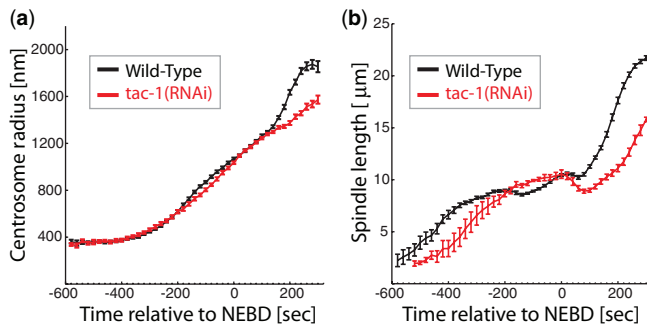 (a)
Centrosome radius [nm]
2000
1600
1200
800
400
Wild-Type
tac-1(RNAi)
-600 -400 -200 0 200
Time relative to NEBD [sec]
(b)
Spindle length [ μm]
25
20
15
10
5
Wild-Type
tac-1(RNAi)
-600 -400 -200 0 200
Time relative to NEBD [sec]